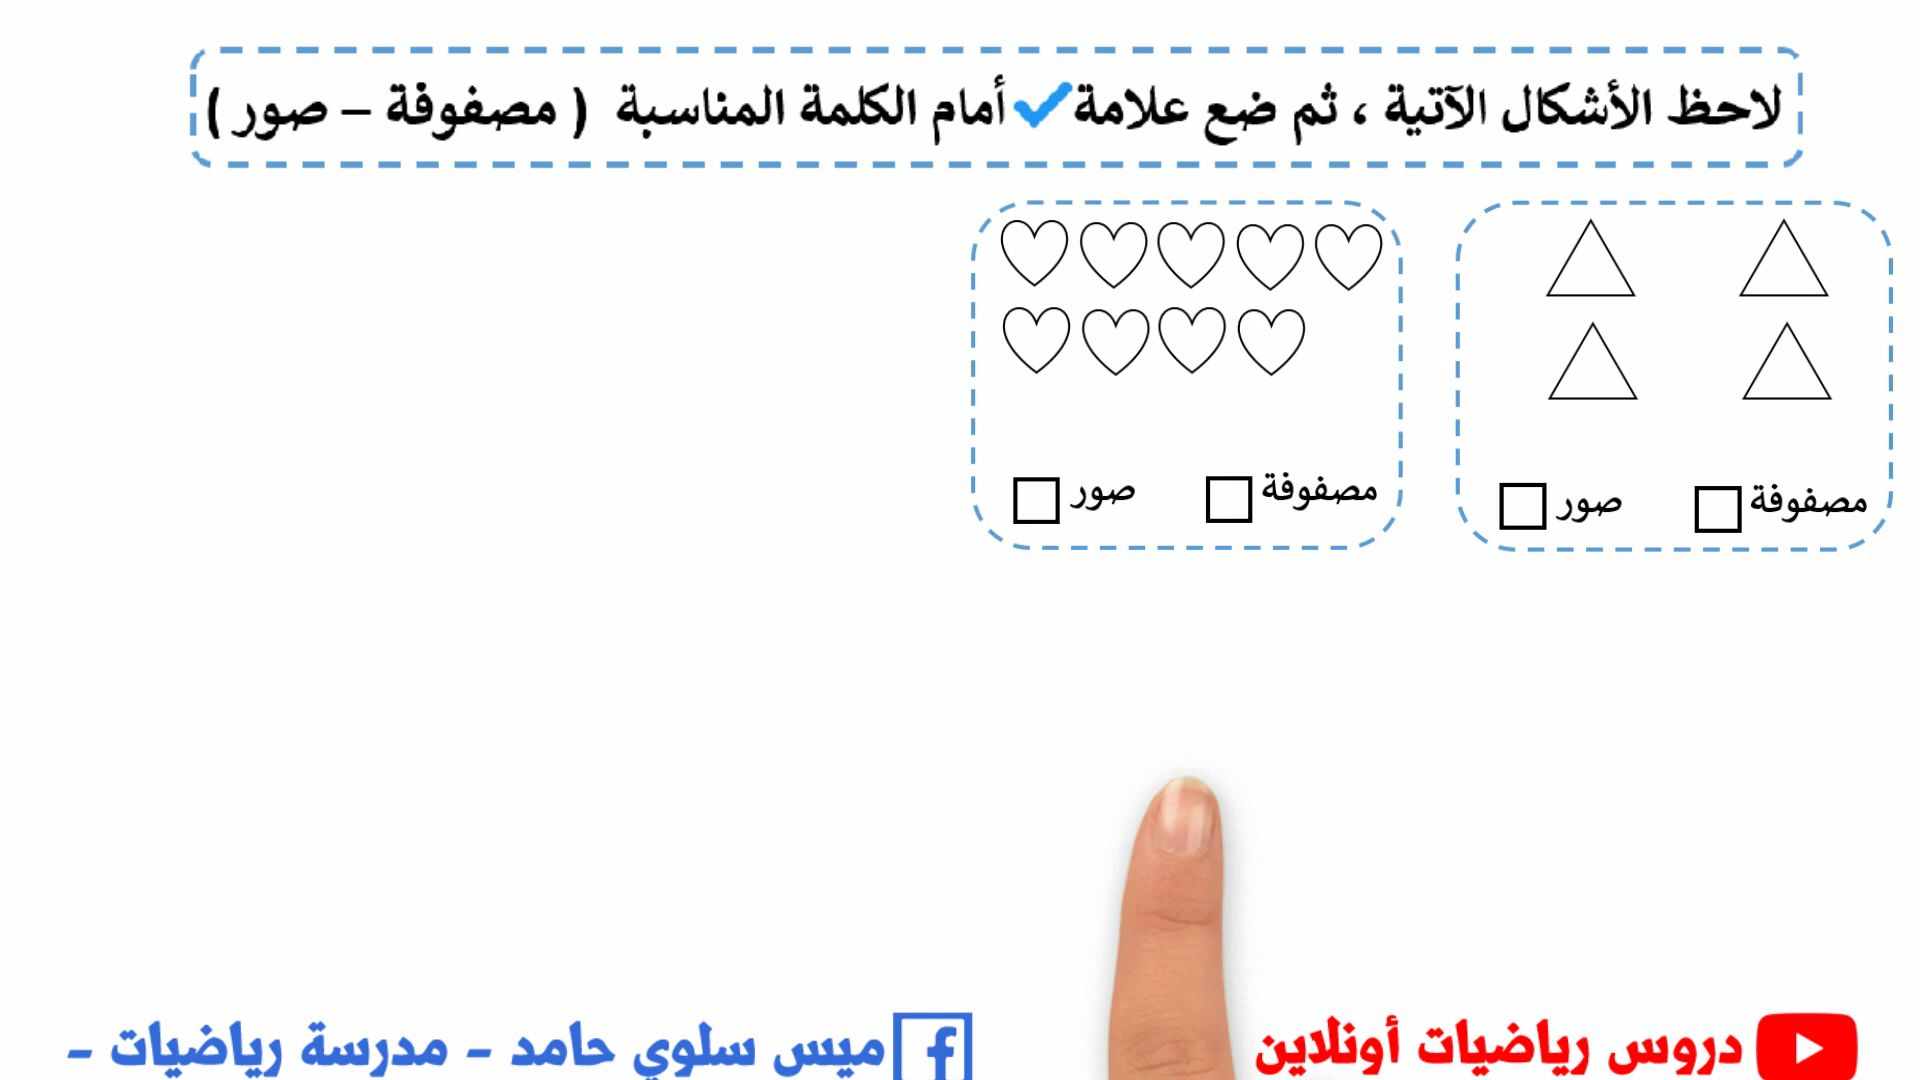 لاحظ الأشكال الآتية ، ثم ضع علامة ✔ أمام الكلمة المناسبة ( مصفوفة – صور )
مصفوفة صور
مصفوفة صور
دروس رياضيات أونلاين
ميس سلوي حامد - مدرسة رياضيات -